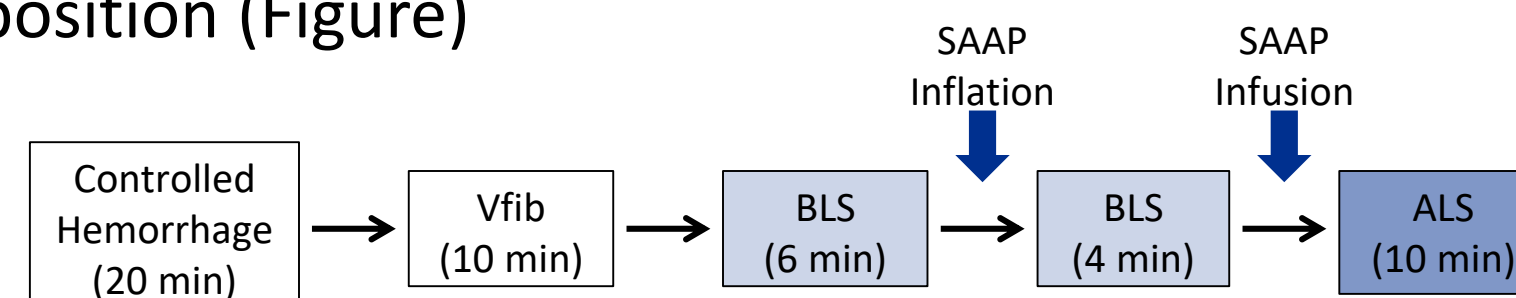 position (Figure)
SAAP
Inflation
SAAP
Infusion
Controlled
Hemorrhage
(20 min)
Vfib
(10 min)
BLS
(6 min)
BLS
(4 min)
ALS
(10 min)